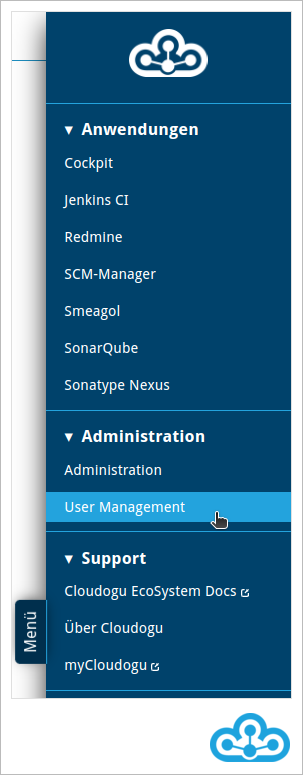 ▼ Anwendungen
Cockpit
Jenkins CI
Redmine
SCM-Manager
Smeagol
SonarQube
Sonatype Nexus
▼ Administration
Administration
User Management
▼ Support
Cloudogu EcoSystem Docs
Über Cloudogu
myCloudogu
Menü